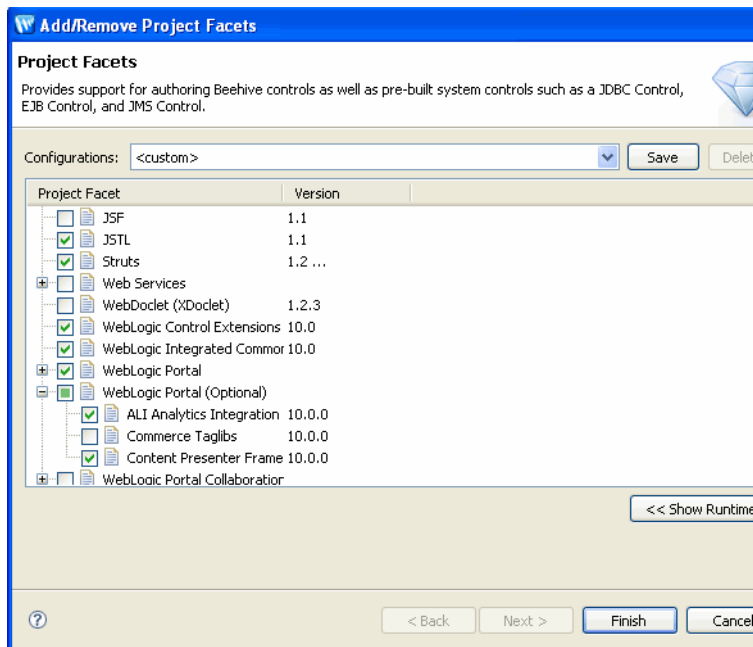 Add/Remove Project Facets
Project Facets
Provides support for authoring Beehive controls as well as pre-built system controls such as a JDBC Control,
EJB Control, and JMS Control.
Configurations: <custom> Save Delet
Project Facet Version
JSF 1.1
JSTL 1.1
Struts 1.2 ...
Web Services
WebDoclet (XDoclet) 1.2.3
WebLogic Control Extensions 10.0
WebLogic Integrated Commor 10.0
WebLogic Portal
WebLogic Portal (Optional)
ALI Analytics Integration 10.0.0
Commerce Taglibs 10.0.0
Content Presenter Frame 10.0.0
WebLogic Portal Collaboration
<< Show Runtime
? < Back Next > Finish Cancel